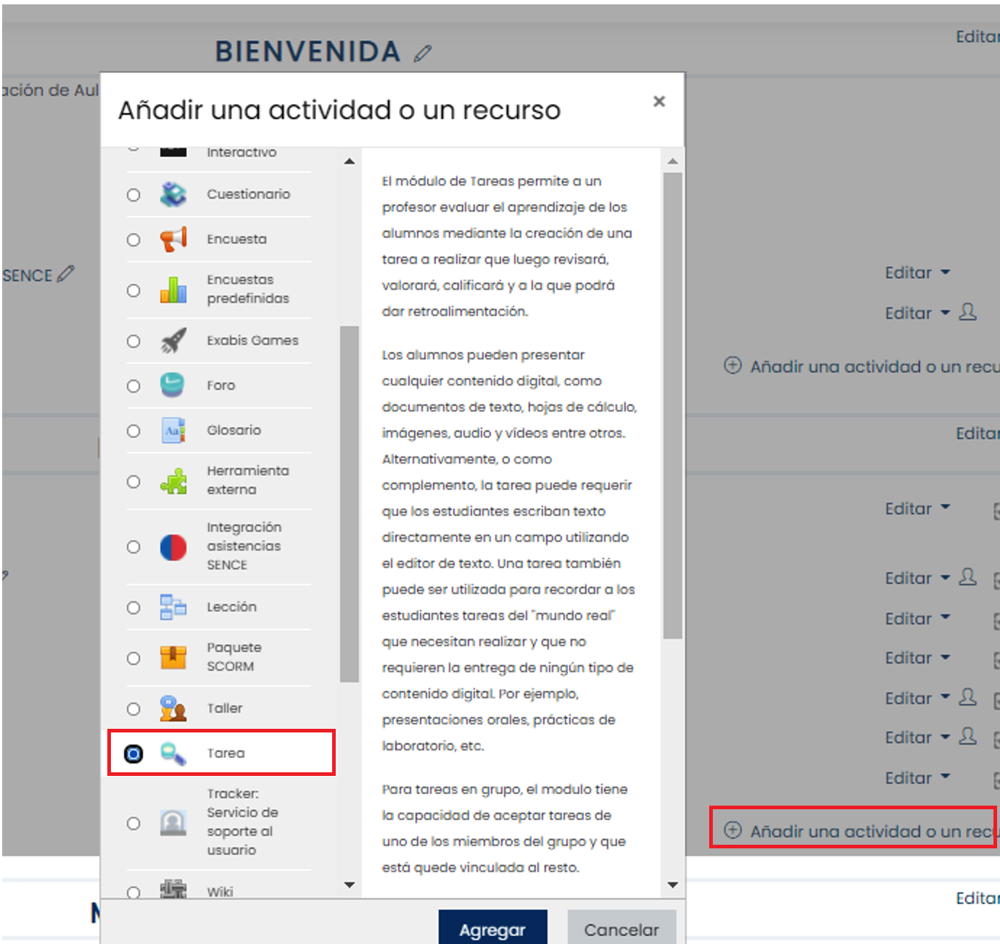 Editar
BIENVENIDA
ación de Aul
Añadir una actividad o un recurso
×
Interactivo
Cuestionario
Encuesta
Encuestas
predefinidas
Exabis Games
Foro
Glosario
Herramienta
externa
Integración
asistencias
SENCE
Lección
Paquete
SCORM
Taller
Tarea
Tracker:
Servicio de
soporte al
usuario
Wiki
El módulo de Tareas permite a un
profesor evaluar el aprendizaje de los
alumnos mediante la creación de una
tarea a realizar que luego revisará,
valorará, calificará y a la que podrá
dar retroalimentación.
Los alumnos pueden presentar
cualquier contenido digital, como
documentos de texto, hojas de cálculo,
imágenes, audio y vídeos entre otros.
Alternativamente, o como
complemento, la tarea puede requerir
que los estudiantes escriban texto
directamente en un campo utilizando
el editor de texto. Una tarea también
puede ser utilizada para recordar a los
estudiantes tareas del "mundo real"
que necesitan realizar y que no
requieren la entrega de ningún tipo de
contenido digital. Por ejemplo,
presentaciones orales, prácticas de
laboratorio, etc.
Para tareas en grupo, el modulo tiene
la capacidad de aceptar tareas de
uno de los miembros del grupo y que
está quede vinculada al resto.
Agregar
Cancelar
SENCE
Editar
Editar
Añadir una actividad o un recu
Editar
Editar
Editar
Editar
Editar
Editar
Editar
Editar
Añadir una actividad o un recu
Editar